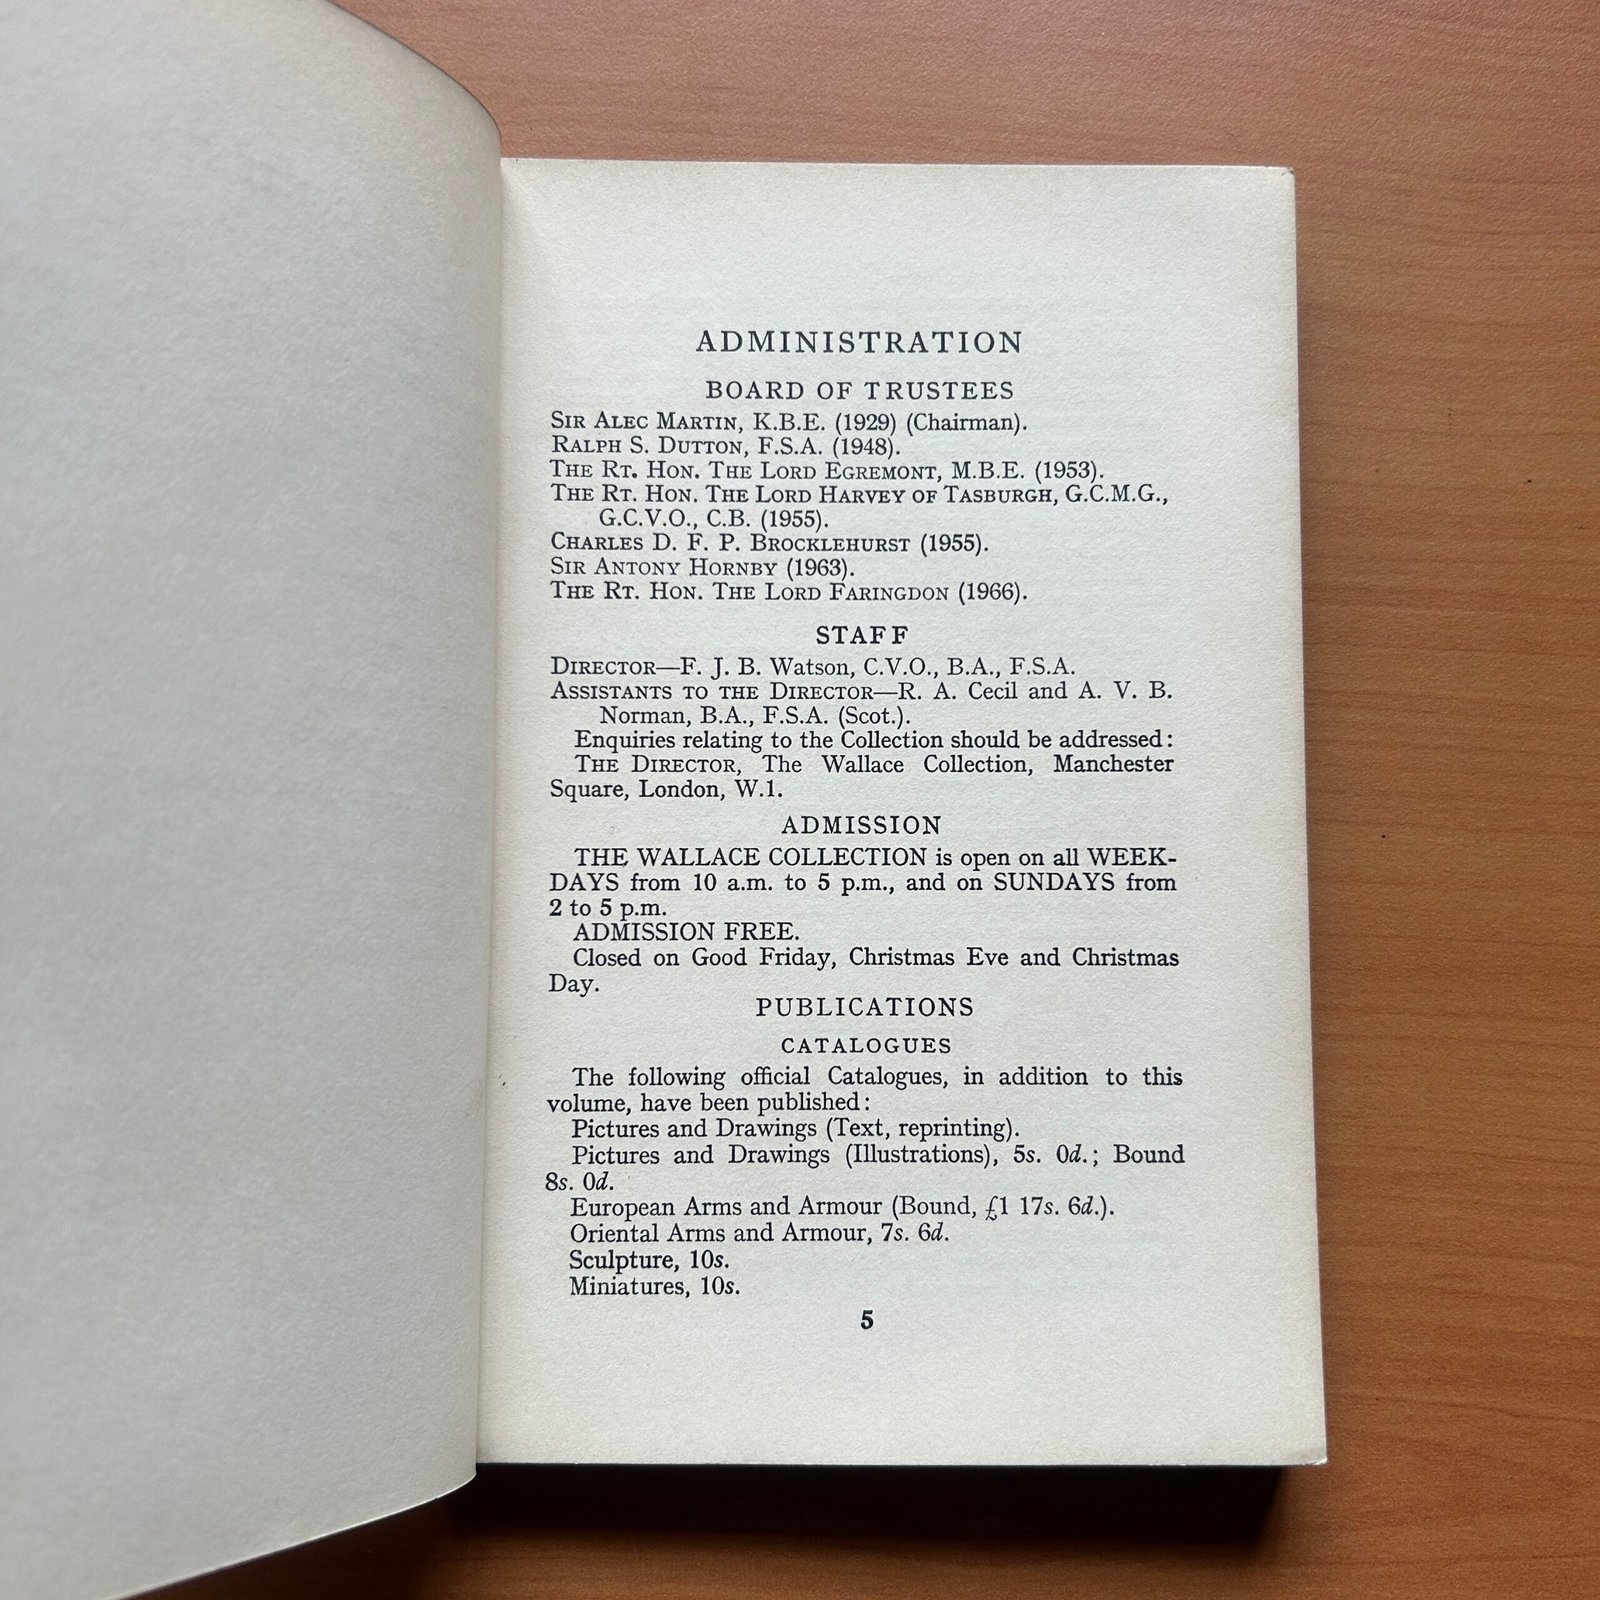 ADMINISTRATION
BOARD OF TRUSTEES
SIR ALEC MARTIN, K.B.E. (1929) (Chairman).
RALPH S. DUTTON, F.S.A. (1948).
THE RT. HON. THE LORD EGREMONT, M.B.E. (1953).
THE RT. HON. THE LORD HARVEY OF TASBURGH, G.C.M.G.,
G.C.V.O., C.B. (1955).
CHARLES D. F. P. BROCKLEHURST (1955).
SIR ANTONY HORNBY (1963).
THE RT. HON. THE LORD FARINGDON (1966).
STAFF
DIRECTOR—F. J. B. Watson, C.V.O., B.A., F.S.A.
ASSISTANTS TO THE DIRECTOR—R. A. Cecil and A. V. B.
Norman, B.A., F.S.A. (Scot.).
Enquiries relating to the Collection should be addressed:
THE DIRECTOR, The Wallace Collection, Manchester
Square, London, W.1.
ADMISSION
THE WALLACE COLLECTION is open on all WEEK-
DAYS from 10 a.m. to 5 p.m., and on SUNDAYS from
2 to 5 p.m.
ADMISSION FREE.
Closed on Good Friday, Christmas Eve and Christmas
Day.
PUBLICATIONS
CATALOGUES
The following official Catalogues, in addition to this
volume, have been published:
Pictures and Drawings (Text, reprinting).
Pictures and Drawings (Illustrations), 5s. 0d.; Bound
8s. 0d.
European Arms and Armour (Bound, £1 17s. 6d.).
Oriental Arms and Armour, 7s. 6d.
Sculpture, 10s.
Miniatures, 10s.
5